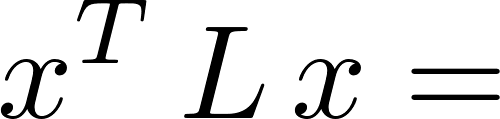 x^T L x =